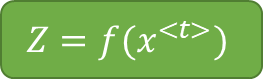 Z = f(x^{<t>})